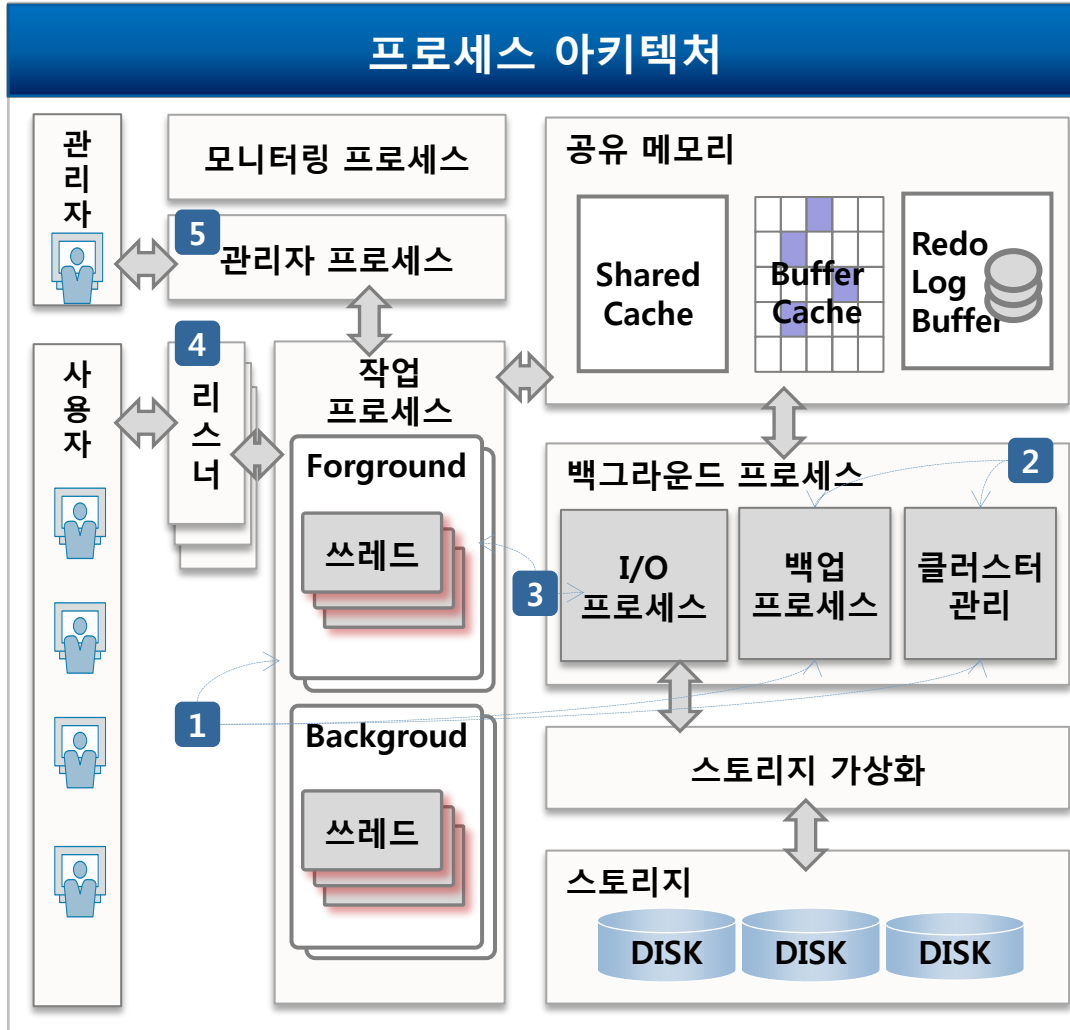 프로세스 아키텍처
관
리
자
모니터링 프로세스
5
관리자 프로세스
공유 메모리
Shared
Cache
Buffer
Cache
Redo
Log
Buffer
사
용
자
4
리
스
너
작업
프로세스
Forground
쓰레드
3
1
Backgroud
쓰레드
백그라운드 프로세스
2
I/O
프로세스
백업
프로세스
클러스터
관리
스토리지 가상화
스토리지
DISK
DISK
DISK